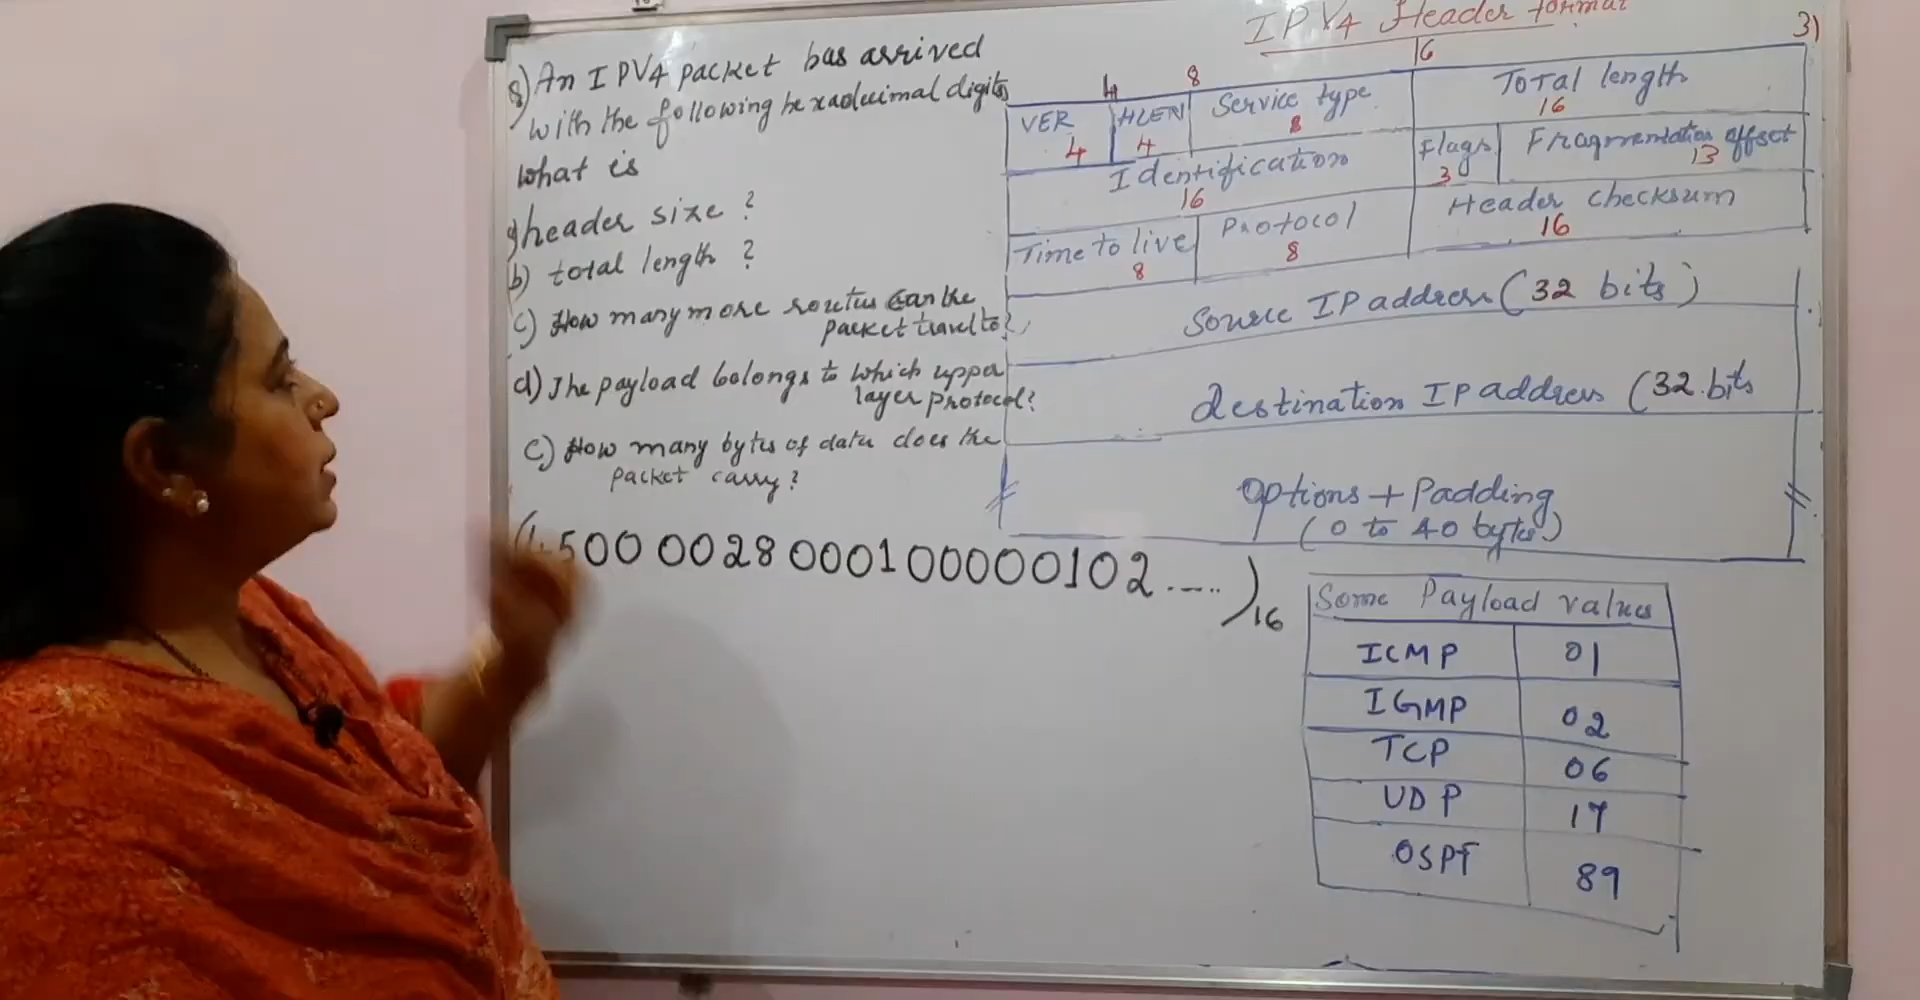 8) An IPV4 packet has arrived
with the following hexadecimal digits
what is
a) header size ?
b) total length ?
c) How many more routes can the
packet travel to ?
d) The payload belongs to which upper
layer protocol?
c) How many bytes of data does the
packet carry?
(4500 0028 000100000102.....)16
IPV4 Header format
4 8 16 31
VER 4
HLEN 4
Service type 8
Total length 16
Identification 16
Flags 3
Fragmentation offset 13
Time to live 8
Protocol 8
Header checksum 16
Source IP address (32 bits)
destination IP address (32 bits
Options + Padding
(0 to 40 bytes)
Some Payload values
ICMP 01
IGMP 02
TCP 06
UDP 17
OSPF 89